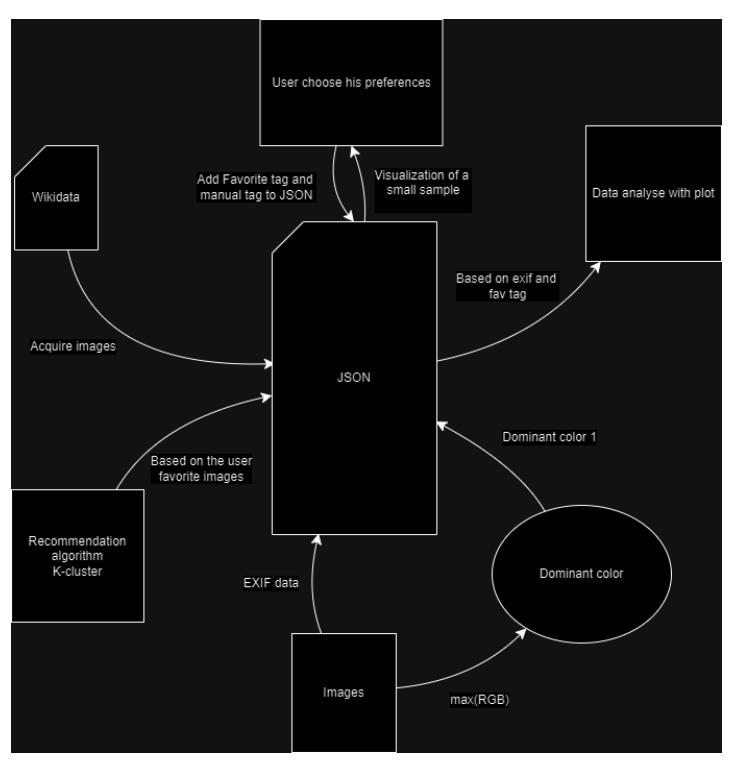 User choose his preferences
Add Favorite tag and
manual tag to JSON
Visualization of a
small sample
Wikidata
Data analyse with plot
Based on exif and
fav tag
Acquire images
JSON
Dominant color 1
Based on the user
favorite images
Recommendation
algorithm
K-cluster
EXIF data
Dominant color
Images
max(RGB)